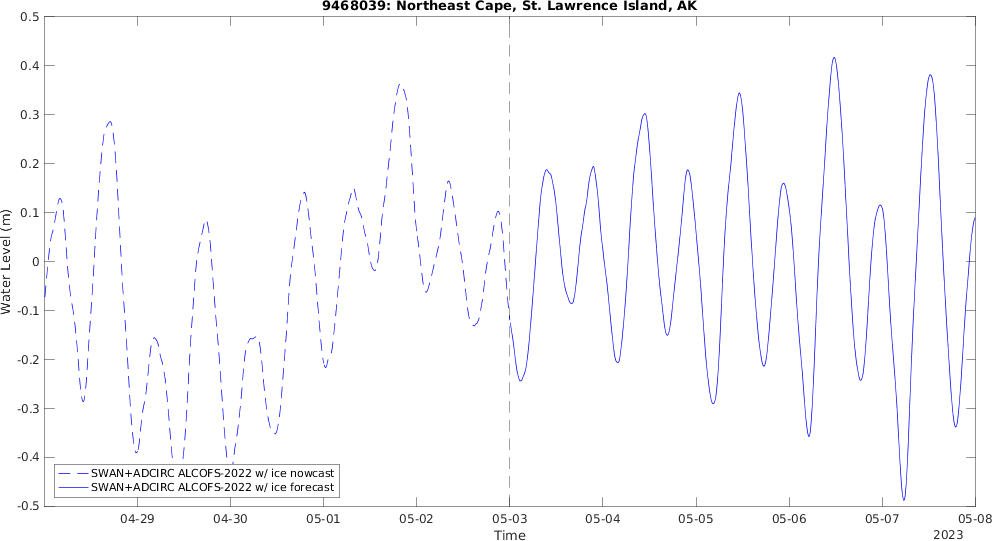 9468039: Northeast Cape, St. Lawrence Island, AK
0.5
0.4
0.3
0.2
0.1
0
-0.1
-0.2
-0.3
-0.4
-0.5
Water Level (m)
SWAN+ADCIRC ALCOFS-2022 w/ ice nowcast
SWAN+ADCIRC ALCOFS-2022 w/ ice forecast
04-29 04-30 05-01 05-02 05-03 05-04 05-05 05-06 05-07 05-08
Time
2023